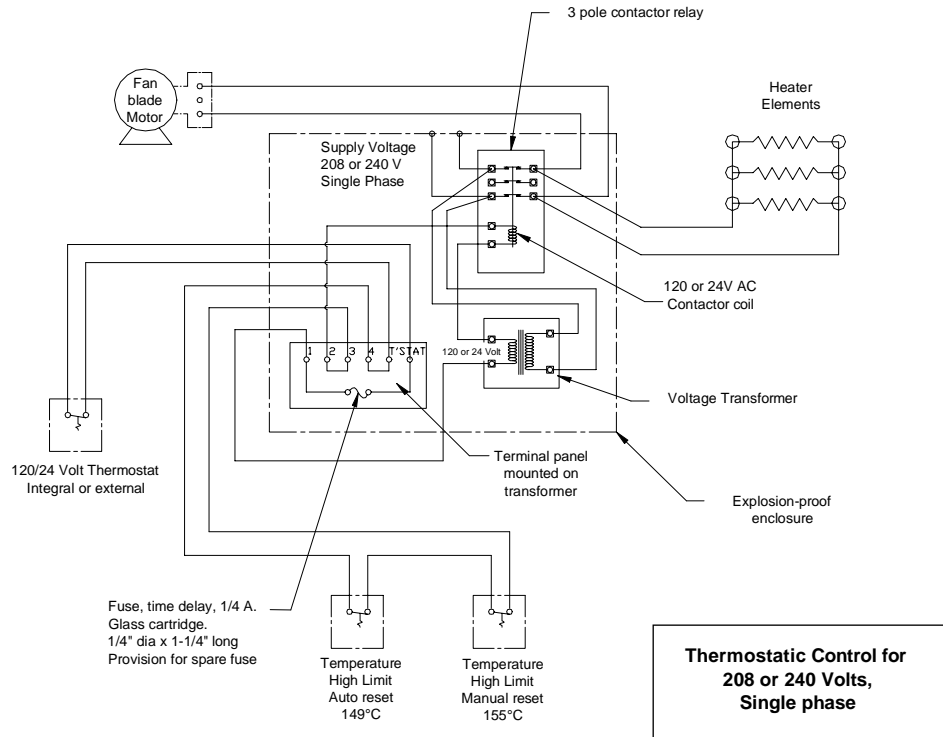 3 pole contactor relay
Fan
blade
Motor
Heater
Elements
Supply Voltage
208 or 240 V
Single Phase
120 or 24V AC
Contactor coil
1 2 3 4 T'STAT
120 or 24 Volt
Voltage Transformer
120/24 Volt Thermostat
Integral or external
Terminal panel
mounted on
transformer
Explosion-proof
enclosure
Fuse, time delay, 1/4 A.
Glass cartridge.
1/4" dia x 1-1/4" long
Provision for spare fuse
Temperature
High Limit
Auto reset
149°C
Temperature
High Limit
Manual reset
155°C
Thermostatic Control for
208 or 240 Volts,
Single phase